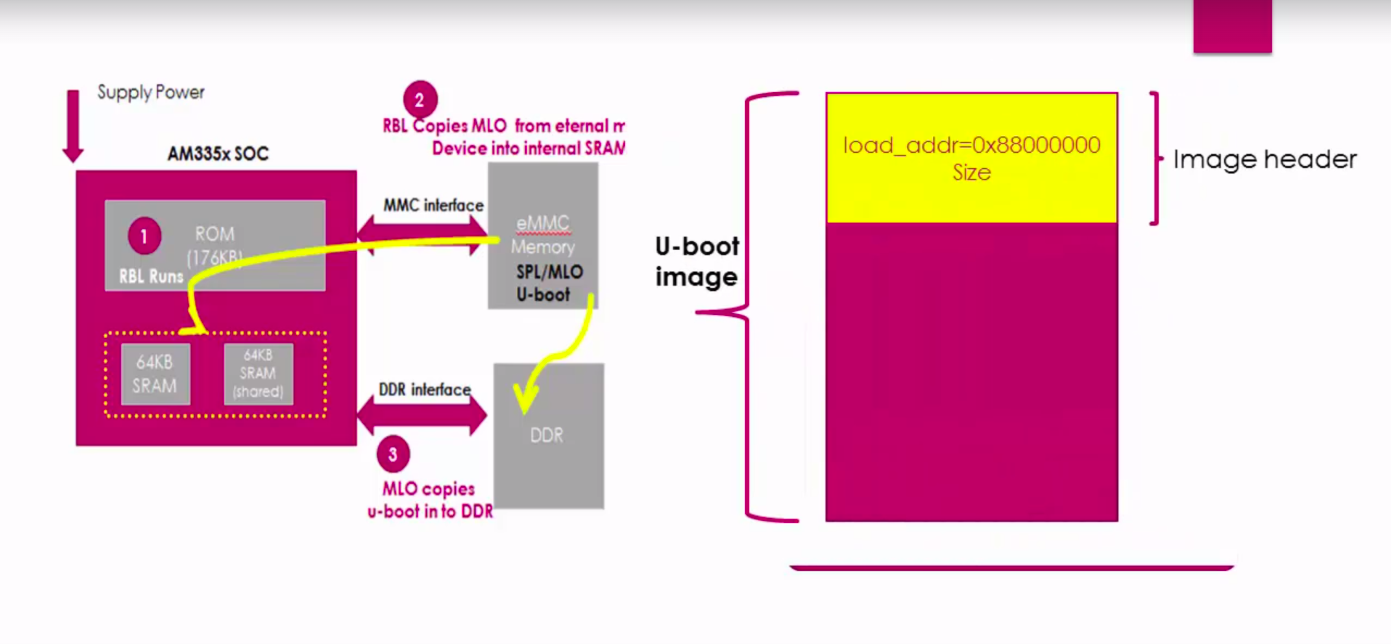 Supply Power
AM335x SOC
1
ROM
(176KB)
RBL Runs
64KB
SRAM
64KB
SRAM
(shared)
2
RBL Copies MLO from eternal m
Device into internal SRAM
MMC interface
eMMC
Memory
SPL/MLO
U-boot
DDR interface
DDR
3
MLO copies
u-boot in to DDR
U-boot
image
load_addr=0x88000000
Size
Image header